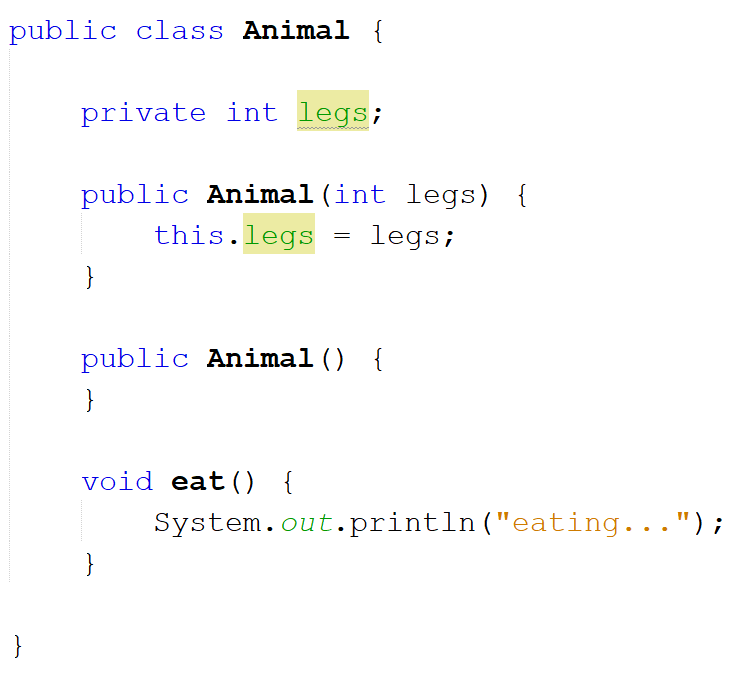 public class Animal {
private int legs;
public Animal(int legs) {
this.legs = legs;
}
public Animal() {
}
void eat() {
System.out.println("eating...");
}
}